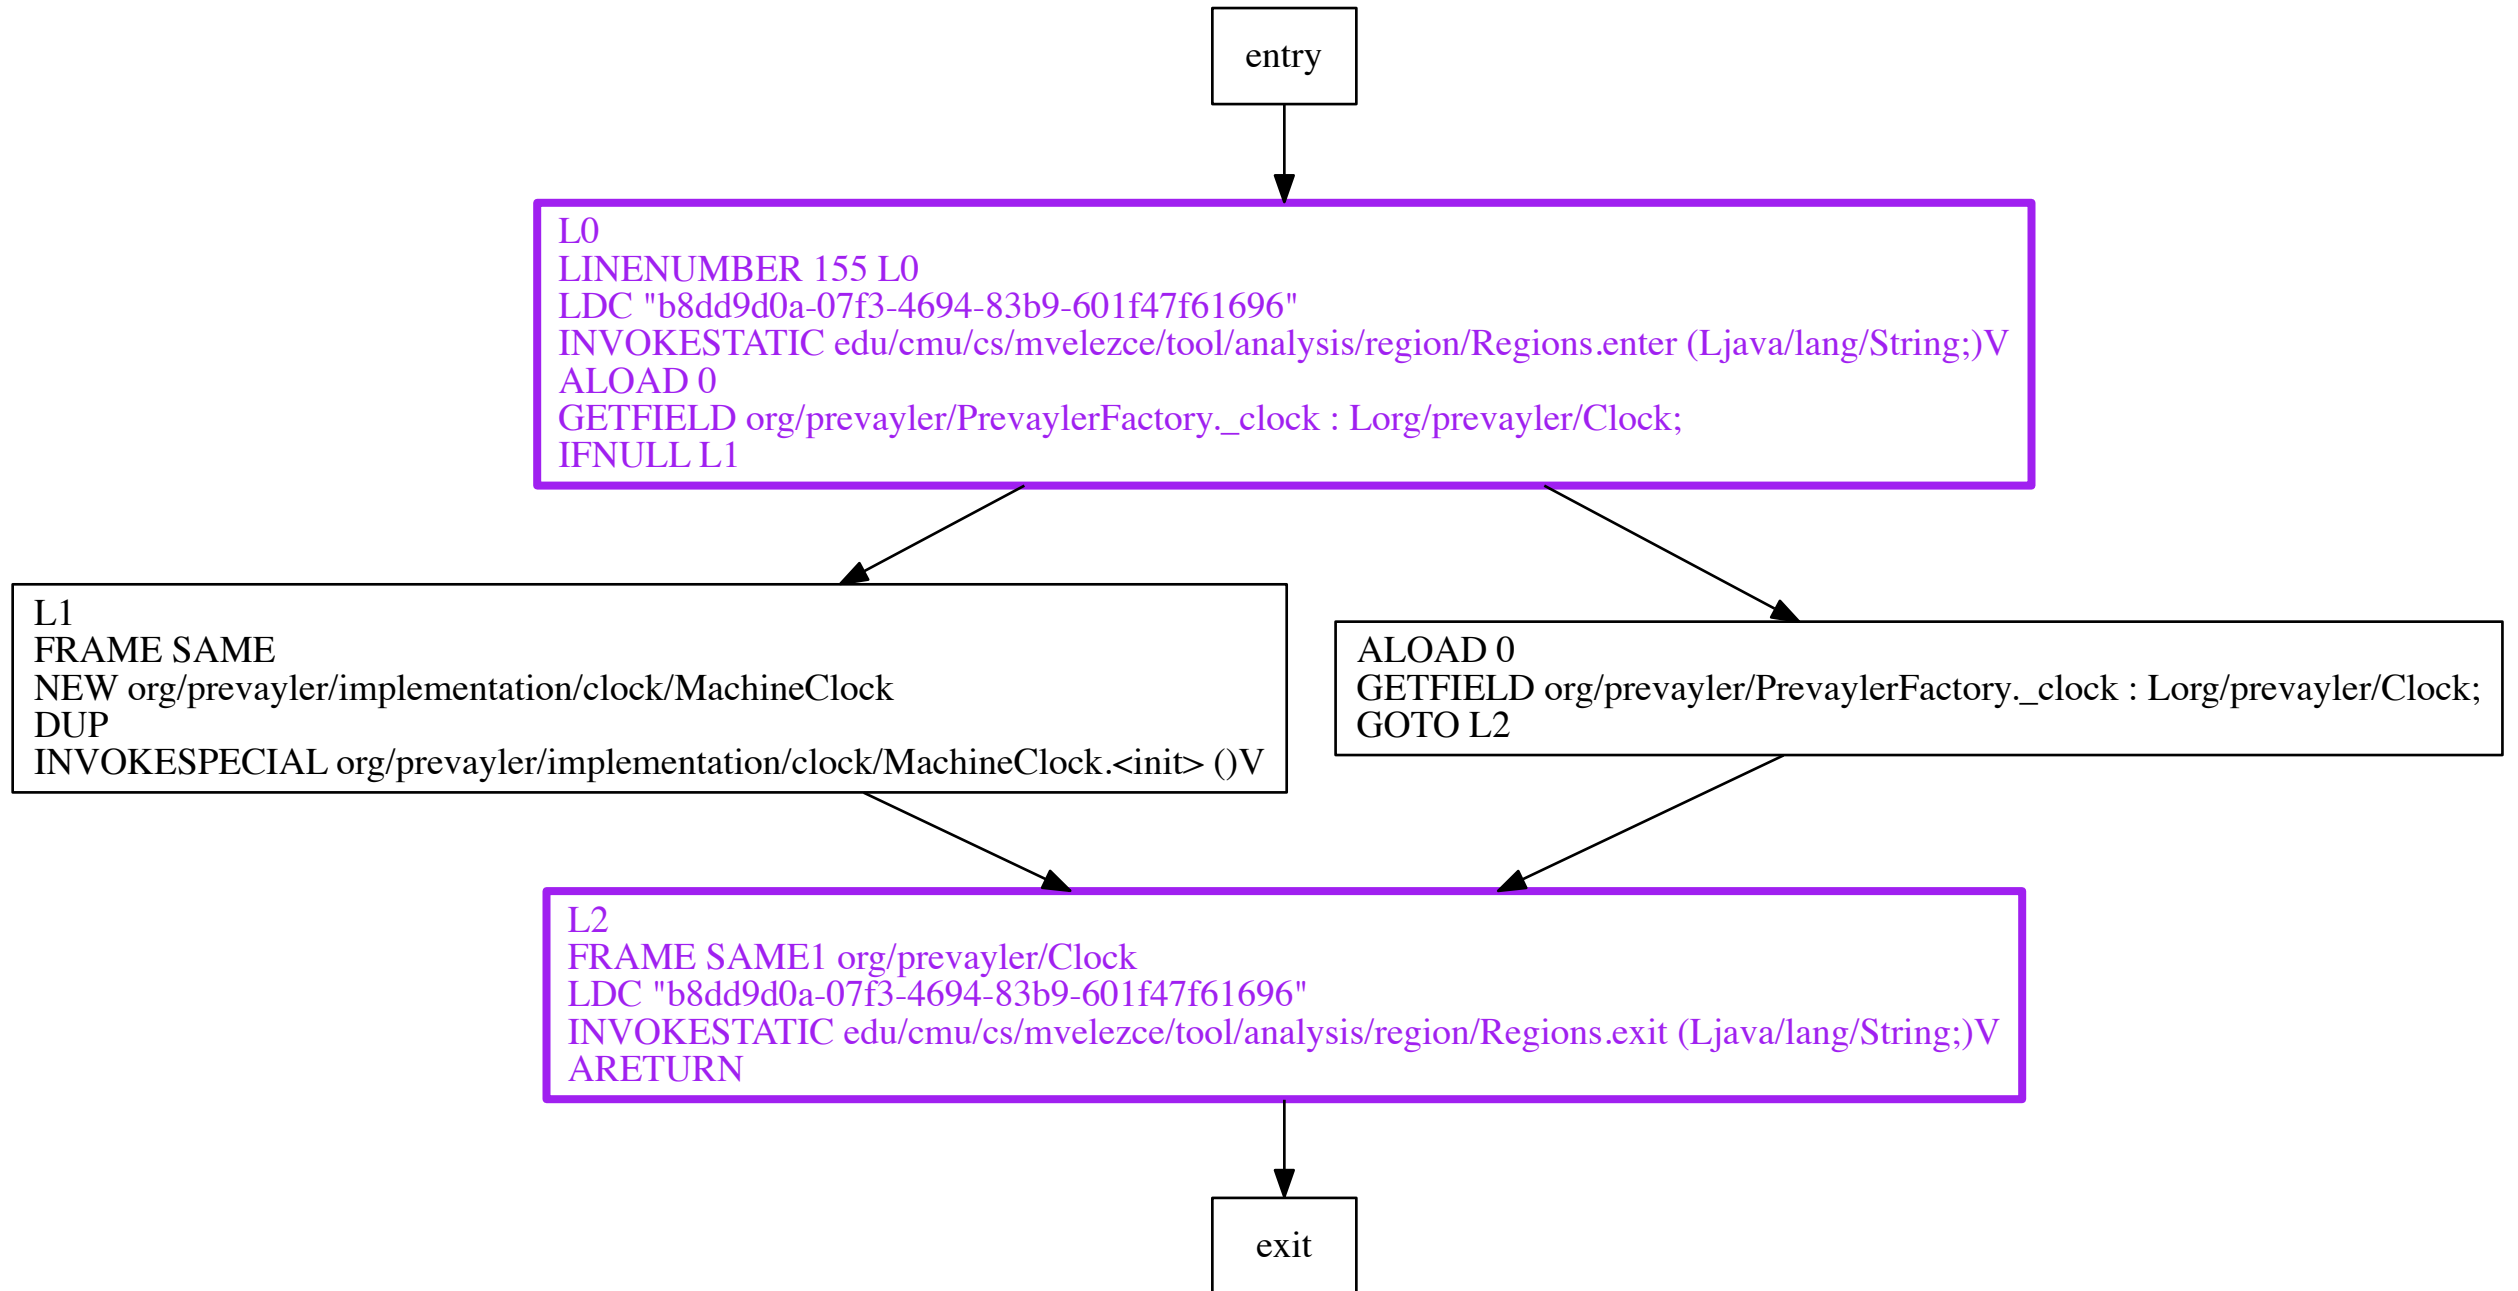 entry
L0
LINENUMBER 155 L0
LDC "b8dd9d0a-07f3-4694-83b9-601f47f61696"
INVOKESTATIC edu/cmu/cs/mvelezce/tool/analysis/region/Regions.enter (Ljava/lang/String;)V
ALOAD 0
GETFIELD org/prevayler/PrevaylerFactory._clock : Lorg/prevayler/Clock;
IFNULL L1
L1
FRAME SAME
NEW org/prevayler/implementation/clock/MachineClock
DUP
INVOKESPECIAL org/prevayler/implementation/clock/MachineClock.<init> ()V
ALOAD 0
GETFIELD org/prevayler/PrevaylerFactory._clock : Lorg/prevayler/Clock;
GOTO L2
L2
FRAME SAME1 org/prevayler/Clock
LDC "b8dd9d0a-07f3-4694-83b9-601f47f61696"
INVOKESTATIC edu/cmu/cs/mvelezce/tool/analysis/region/Regions.exit (Ljava/lang/String;)V
ARETURN
exit